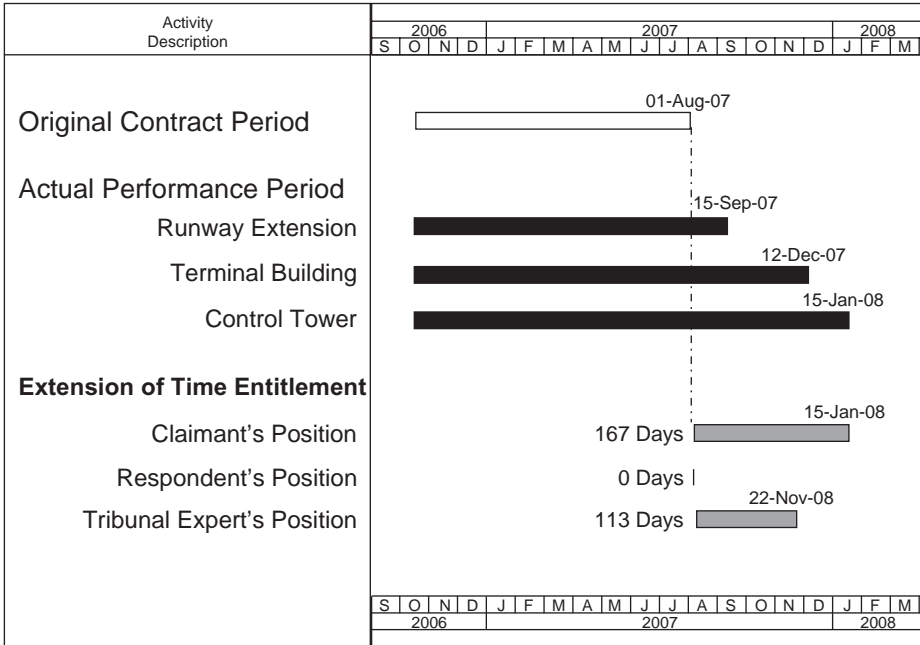 Activity
Description
2006 2007 2008
S O N D J F M A M J J A S O N D J F M
01-Aug-07
Original Contract Period
Actual Performance Period
15-Sep-07
Runway Extension
12-Dec-07
Terminal Building
15-Jan-08
Control Tower
Extension of Time Entitlement
15-Jan-08
Claimant's Position 167 Days
Respondent's Position 0 Days
22-Nov-08
Tribunal Expert's Position 113 Days
S O N D J F M A M J J A S O N D J F M
2006 2007 2008